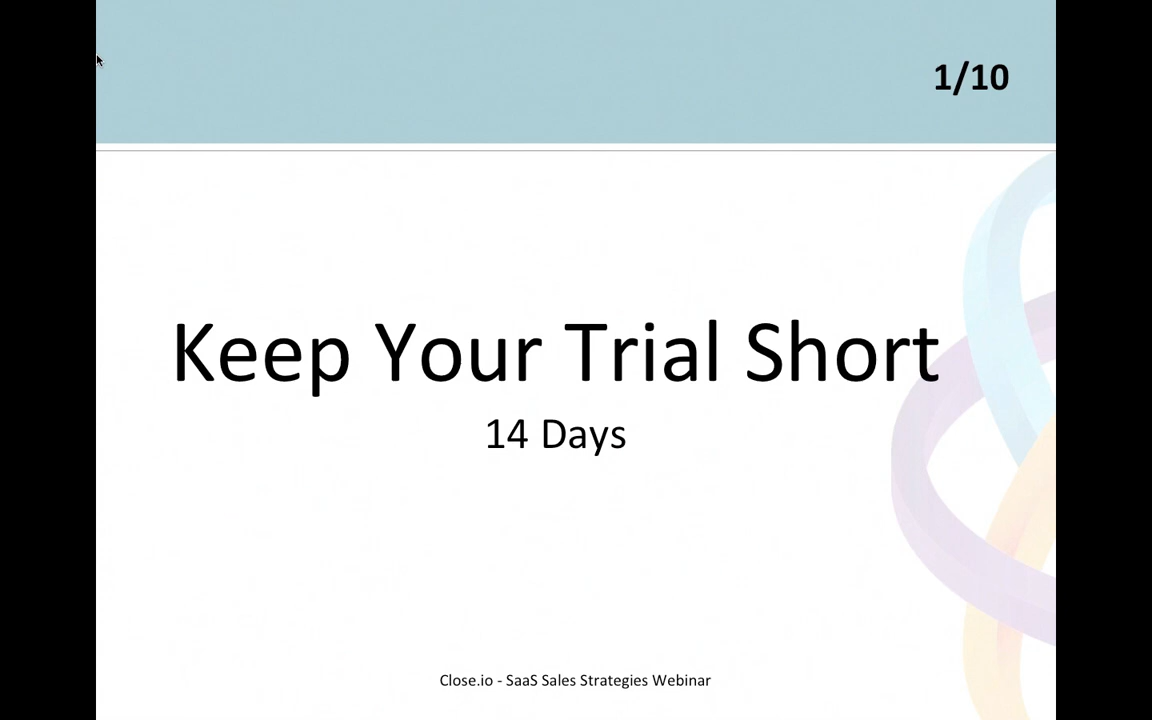 1/10
Keep Your Trial Short
14 Days
Close.io - SaaS Sales Strategies Webinar